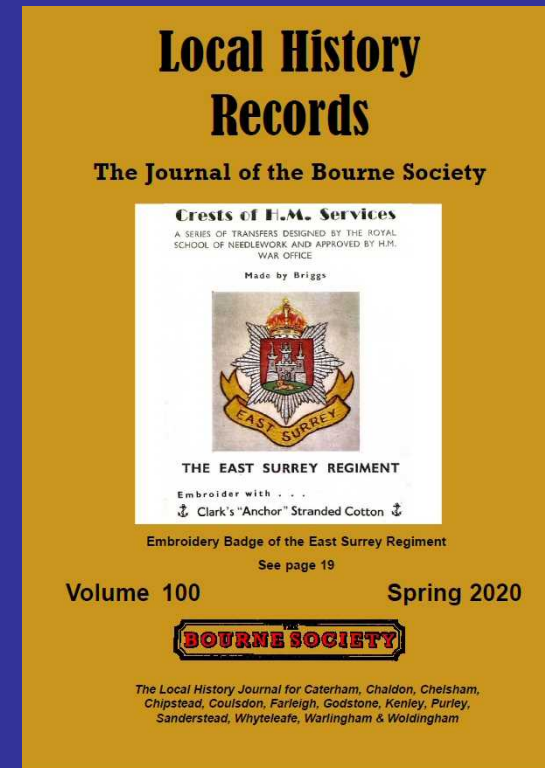 Local History
Records
The Journal of the Bourne Society
Crests of H.M. Services
A SERIES OF TRANSFERS DESIGNED BY THE ROYAL
SCHOOL OF NEEDLEWORK AND APPROVED BY H.M.
WAR OFFICE
Made by Briggs
EAST SURREY
THE EAST SURREY REGIMENT
Embroider with . . .
Clark's "Anchor" Stranded Cotton
Embroidery Badge of the East Surrey Regiment
See page 19
Volume 100 Spring 2020
THE
BOURNE SOCIETY
The Local History Journal for Caterham, Chaldon, Chelsham,
Chipstead, Coulsdon, Farleigh, Godstone, Kenley, Purley,
Sanderstead, Whyteleafe, Warlingham & Woldingham